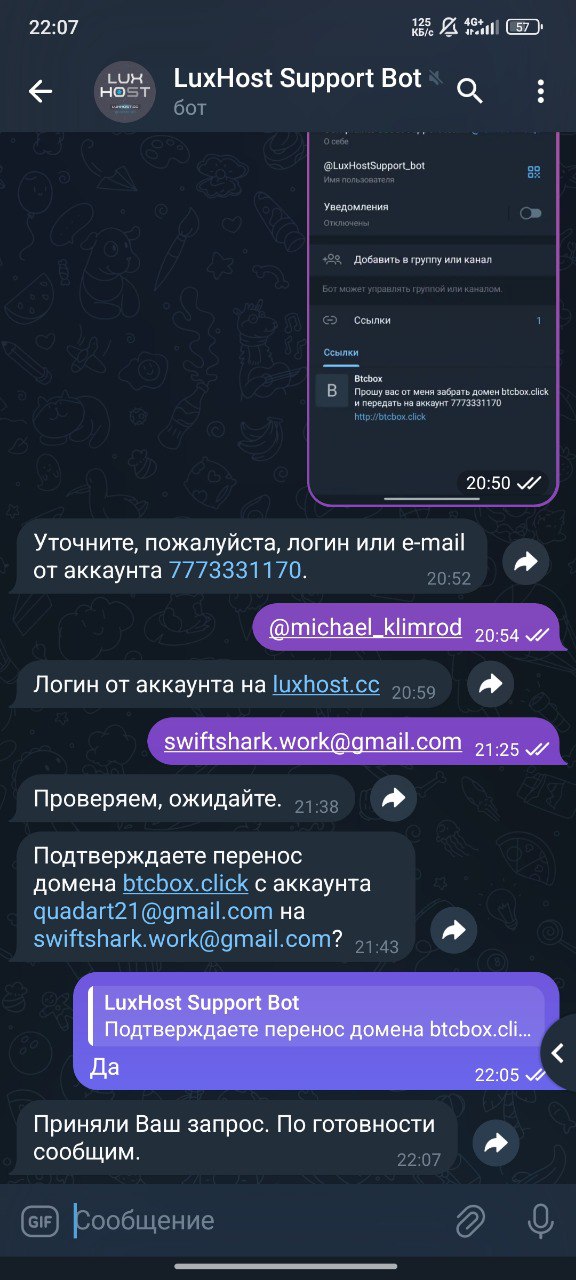 22:07
125 КБ/с 4G+ 57
LUX
HOST
LuxHost Support Bot
бот
О себе
@LuxHostSupport_bot
Имя пользователя
Уведомления
Отключены
Добавить в группу или канал
Бот может управлять группой или каналом.
Ссылки 1
Ссылки
B
Btcbox
Прошу вас от меня забрать домен btcbox.click
и передать на аккаунт 7773331170
http://btcbox.click
20:50
Уточните, пожалуйста, логин или e-mail
от аккаунта 7773331170.
20:52
@michael_klimrod 20:54
Логин от аккаунта на luxhost.cc 20:59
swiftshark.work@gmail.com 21:25
Проверяем, ожидайте. 21:38
Подтверждаете перенос
домена btcbox.click с аккаунта
quadart21@gmail.com на
swiftshark.work@gmail.com? 21:43
LuxHost Support Bot
Подтверждаете перенос домена btcbox.cli...
Да
22:05
Приняли Ваш запрос. По готовности
сообщим.
22:07
GIF Сообщение